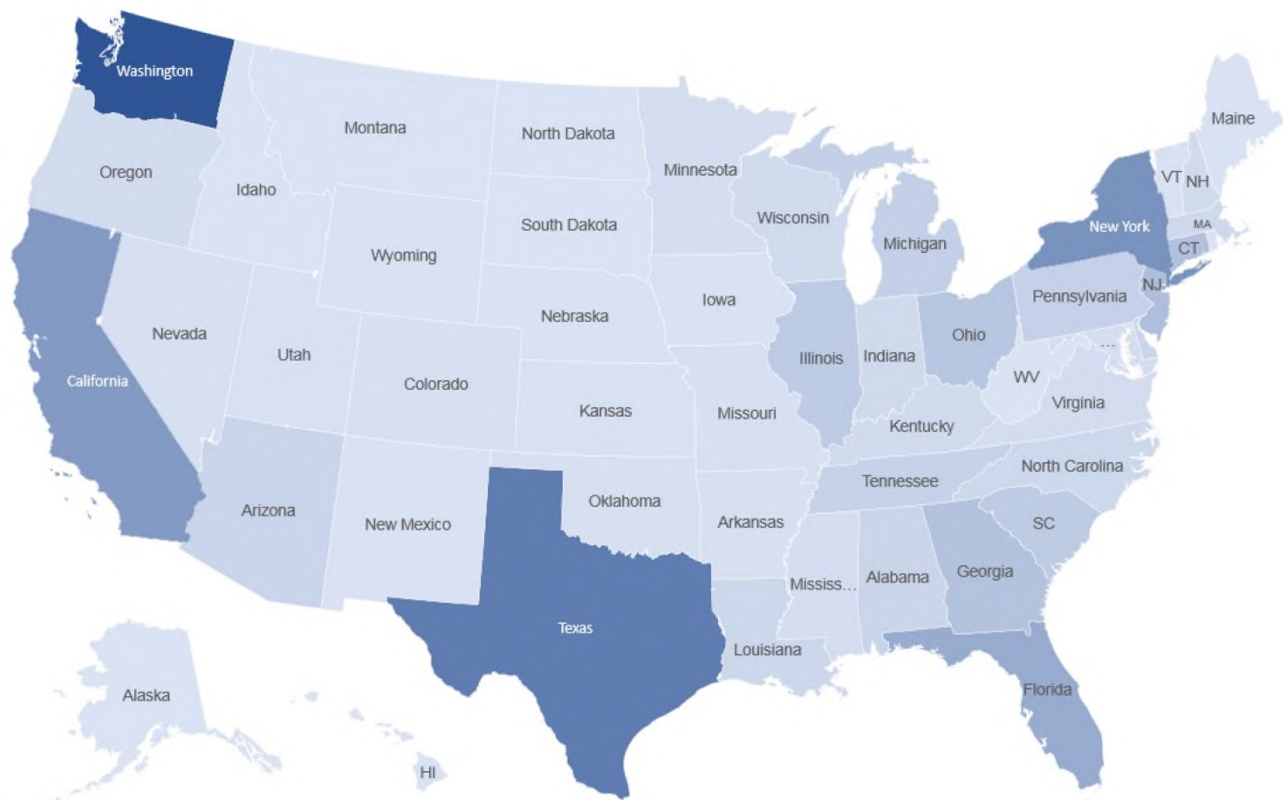 Washington
Montana
North Dakota
Minnesota
Maine
Oregon
Idaho
VT
NH
South Dakota
Wisconsin
MA
New York
Wyoming
Michigan
CT
Iowa
Pennsylvania
NJ
Nebraska
Nevada
Ohio
...
Utah
Illinois
Indiana
California
Colorado
WV
Kansas
Missouri
Virginia
Kentucky
North Carolina
Tennessee
Oklahoma
Arizona
New Mexico
Arkansas
SC
Mississ...
Alabama
Georgia
Texas
Louisiana
Florida
Alaska
HI